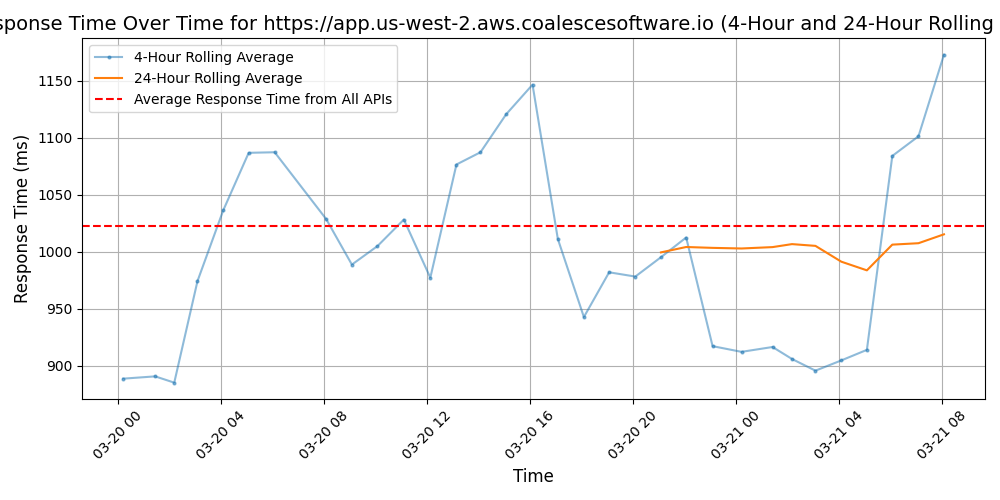 sponse Time Over Time for https://app.us-west-2.aws.coalescesoftware.io (4-Hour and 24-Hour Rolling
4-Hour Rolling Average
24-Hour Rolling Average
Average Response Time from All APIs
Response Time (ms)
1150
1100
1050
1000
950
900
03-20 00
03-20 04
03-20 08
03-20 12
03-20 16
03-20 20
03-21 00
03-21 04
03-21 08
Time